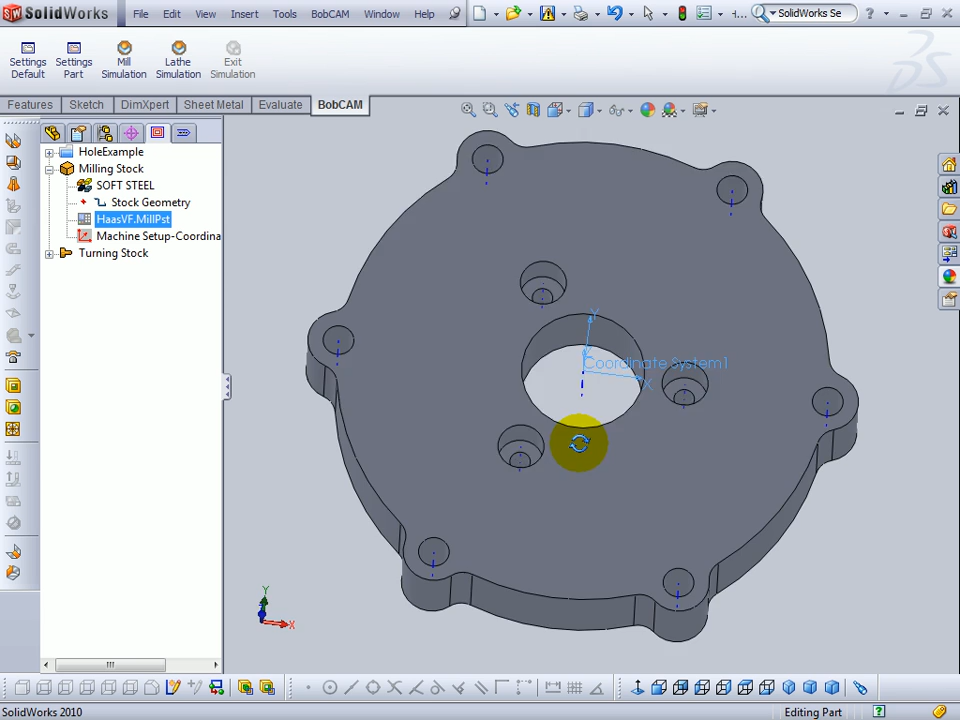 SolidWorks File Edit View Insert Tools BobCAM Window Help SolidWorks Se
Settings Default
Settings Part
Mill Simulation
Lathe Simulation
Exit Simulation
Features Sketch DimXpert Sheet Metal Evaluate BobCAM
HoleExample
Milling Stock
SOFT STEEL
Stock Geometry
HaasVF.MillPst
Machine Setup-Coordina
Turning Stock
Y
Coordinate System1
X
Y
X
SolidWorks 2010 Editing Part